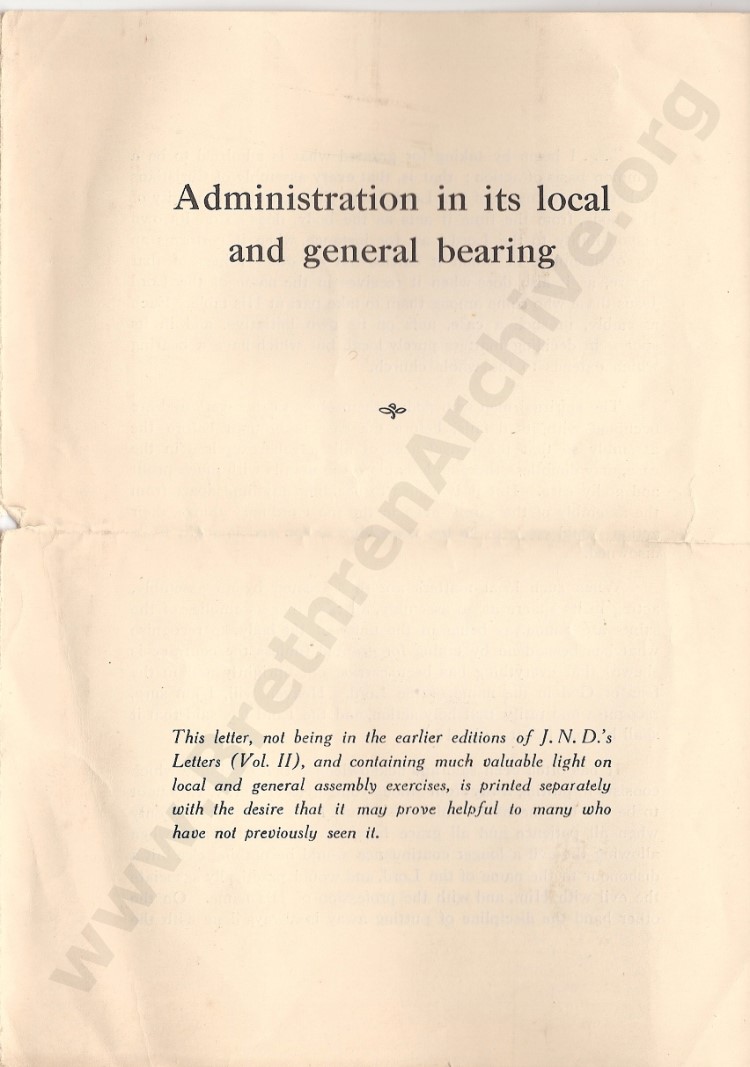 Administration in its local
and general bearing
This letter, not being in the earlier editions of J. N. D.'s
Letters (Vol. II), and containing much valuable light on
local and general assembly exercises, is printed separately
with the desire that it may prove helpful to many who
have not previously seen it.
www.BrethrenArchive.org